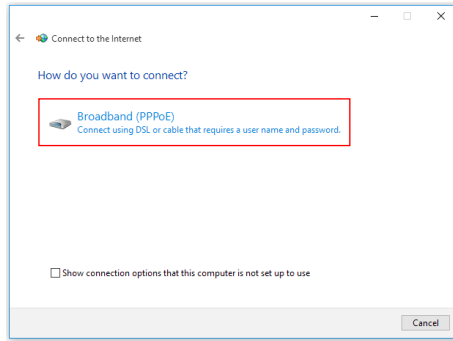 Connect to the Internet
How do you want to connect?
Broadband (PPPoE)
Connect using DSL or cable that requires a user name and password.
Show connection options that this computer is not set up to use
Cancel